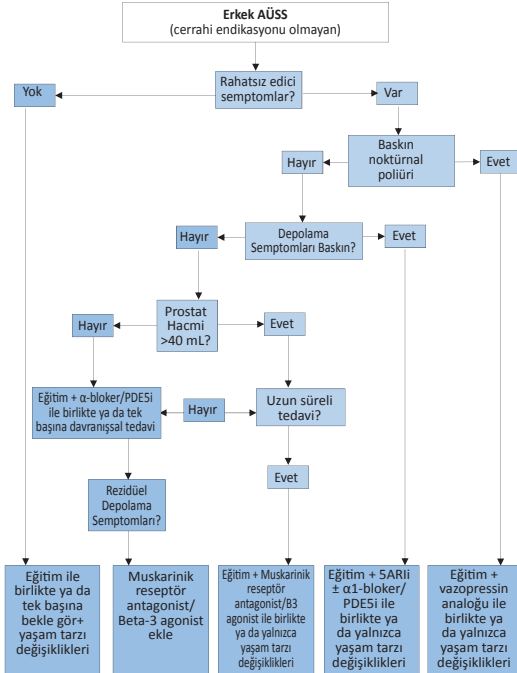 Erkek AÜSS
(cerrahi endikasyonu olmayan)
Rahatsız edici
semptomlar?
Yok
Var
Baskın
noktürnal
poliüri
Hayır
Evet
Depolama
Semptomları Baskın?
Hayır
Evet
Prostat
Hacmi
>40 mL?
Hayır
Evet
Eğitim + α-bloker/PDE5i
ile birlikte ya da tek
başına davranışsal tedavi
Hayır
Uzun süreli
tedavi?
Evet
Rezidüel
Depolama
Semptomları?
Eğitim ile
birlikte ya da
tek başına
bekle gör+
yaşam tarzı
değişiklikleri
Muskarinik
reseptör
antagonist/
Beta-3 agonist
ekle
Eğitim + Muskarinik
reseptör
antagonist/B3
agonist ile birlikte
ya da yalnızca
yaşam tarzı
değişiklikleri
Eğitim + 5ARIi
± α1-bloker/
PDE5i ile birlikte
ya da yalnızca
yaşam tarzı
değişiklikleri
Eğitim +
vazopressin
analoğu ile
birlikte ya da
yalnızca
yaşam tarzı
değişiklikleri